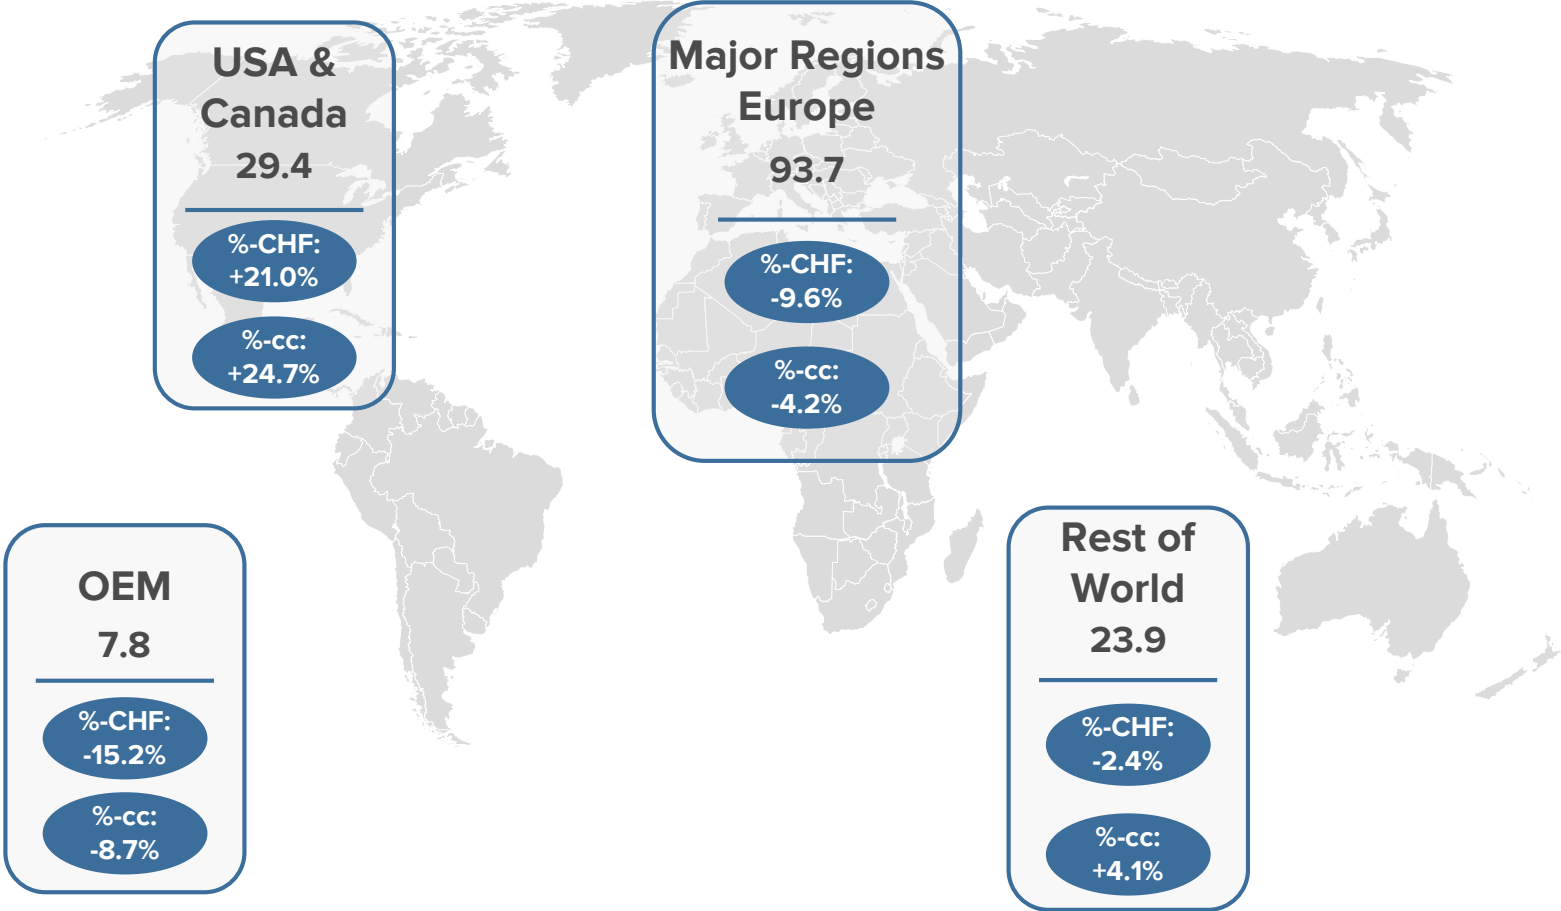 USA &
Canada
29.4
%-CHF:
+21.0%
%-cc:
+24.7%
Major Regions
Europe
93.7
%-CHF:
-9.6%
%-cc:
-4.2%
OEM
7.8
%-CHF:
-15.2%
%-cc:
-8.7%
Rest of
World
23.9
%-CHF:
-2.4%
%-cc:
+4.1%